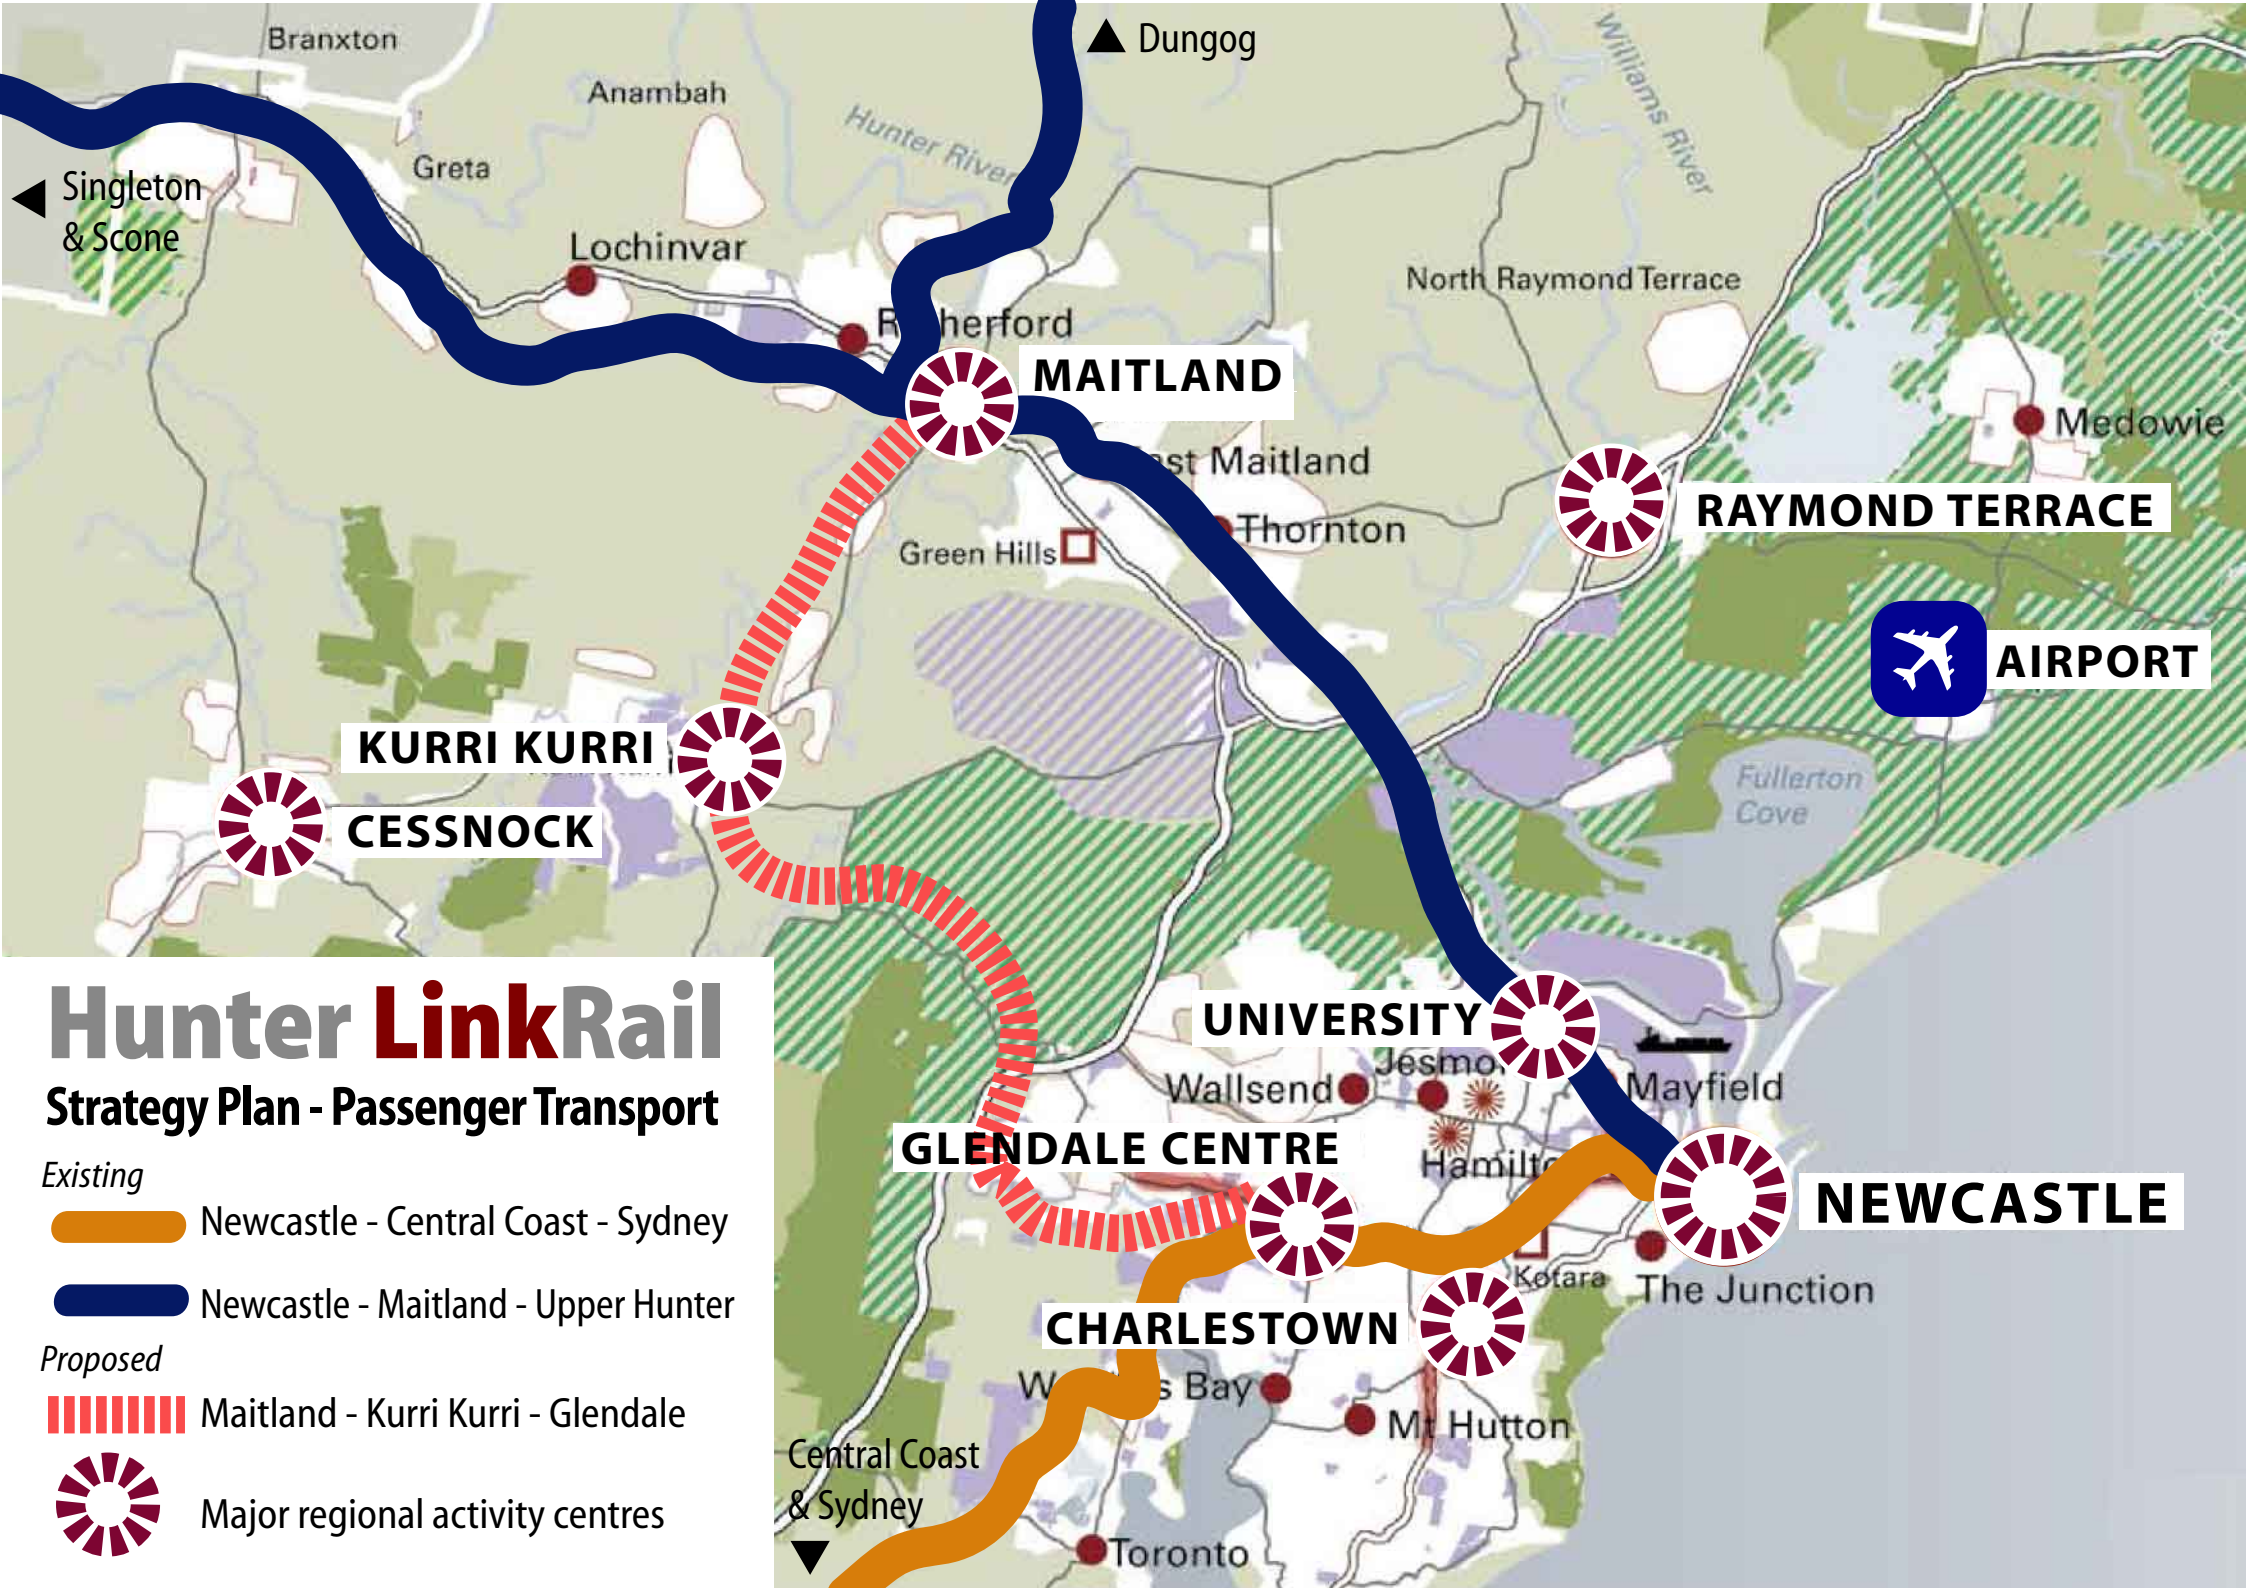 Branxton
Dungog
Anambah
Williams River
Hunter River
Greta
Singleton
& Scone
Lochinvar
North Raymond Terrace
MAITLAND
Medowie
East Maitland
RAYMOND TERRACE
Thornton
Green Hills
AIRPORT
KURRI KURRI
Fullerton
Cove
CESSNOCK
UNIVERSITY
Wallsend
Mayfield
GLENDALE CENTRE
NEWCASTLE
Kotara
The Junction
CHARLESTOWN
Bay
Mt Hutton
Central Coast
& Sydney
Toronto
Hunter LinkRail
Strategy Plan - Passenger Transport
Existing
Newcastle - Central Coast - Sydney
Newcastle - Maitland - Upper Hunter
Proposed
Maitland - Kurri Kurri - Glendale
Major regional activity centres